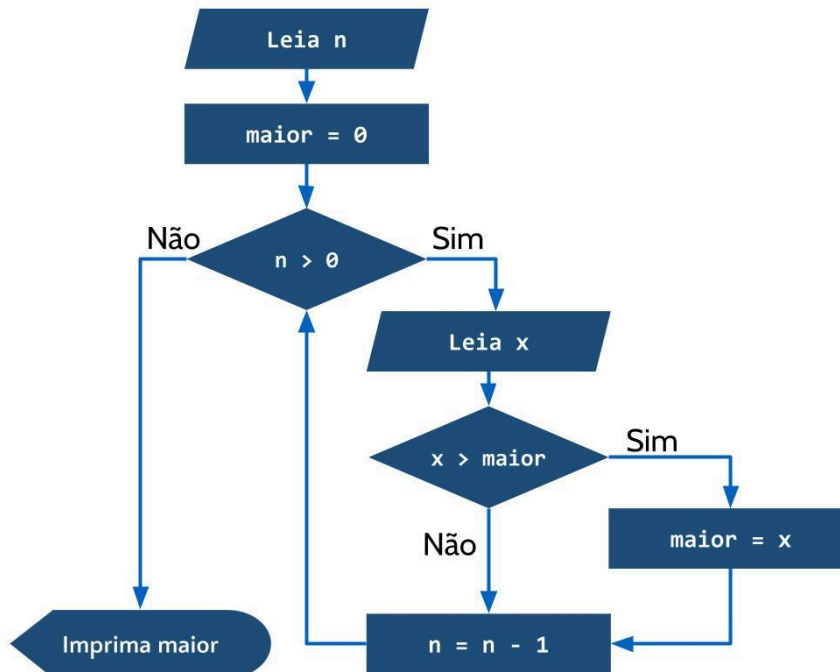 Leia n
maior = 0
Não
Sim
n > 0
Leia x
x > maior
Sim
Não
maior = x
Imprima maior
n = n - 1